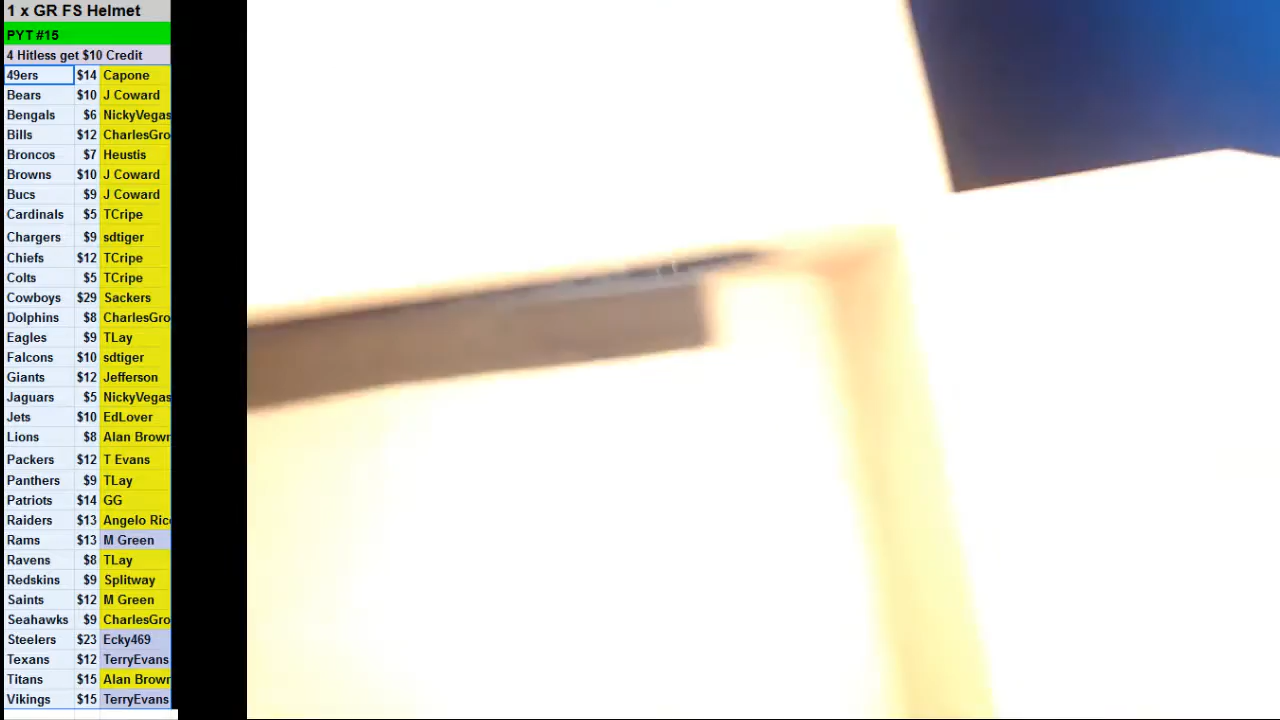 1 x GR FS Helmet
PYT #15
4 Hitless get $10 Credit
49ers $14 Capone
Bears $10 J Coward
Bengals $6 NickyVegas
Bills $12 CharlesGro
Broncos $7 Heustis
Browns $10 J Coward
Bucs $9 J Coward
Cardinals $5 TCripe
Chargers $9 sdtiger
Chiefs $12 TCripe
Colts $5 TCripe
Cowboys $29 Sackers
Dolphins $8 CharlesGro
Eagles $9 TLay
Falcons $10 sdtiger
Giants $12 Jefferson
Jaguars $5 NickyVegas
Jets $10 EdLover
Lions $8 Alan Brown
Packers $12 T Evans
Panthers $9 TLay
Patriots $14 GG
Raiders $13 Angelo Ric
Rams $13 M Green
Ravens $8 TLay
Redskins $9 Splitway
Saints $12 M Green
Seahawks $9 CharlesGro
Steelers $23 Ecky469
Texans $12 TerryEvans
Titans $15 Alan Brown
Vikings $15 TerryEvans